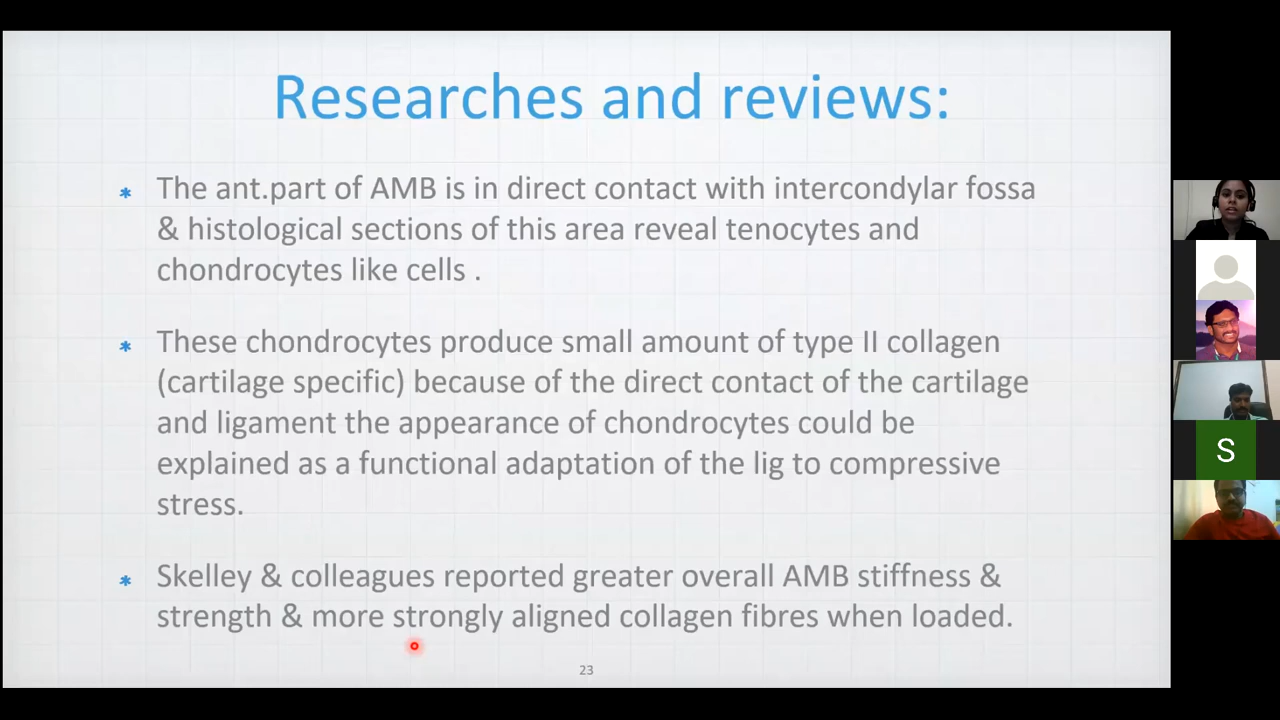 Researches and reviews:
* The ant.part of AMB is in direct contact with intercondylar fossa
& histological sections of this area reveal tenocytes and
chondrocytes like cells .
* These chondrocytes produce small amount of type II collagen
(cartilage specific) because of the direct contact of the cartilage
and ligament the appearance of chondrocytes could be
explained as a functional adaptation of the lig to compressive
stress.
* Skelley & colleagues reported greater overall AMB stiffness &
strength & more strongly aligned collagen fibres when loaded.
23
S